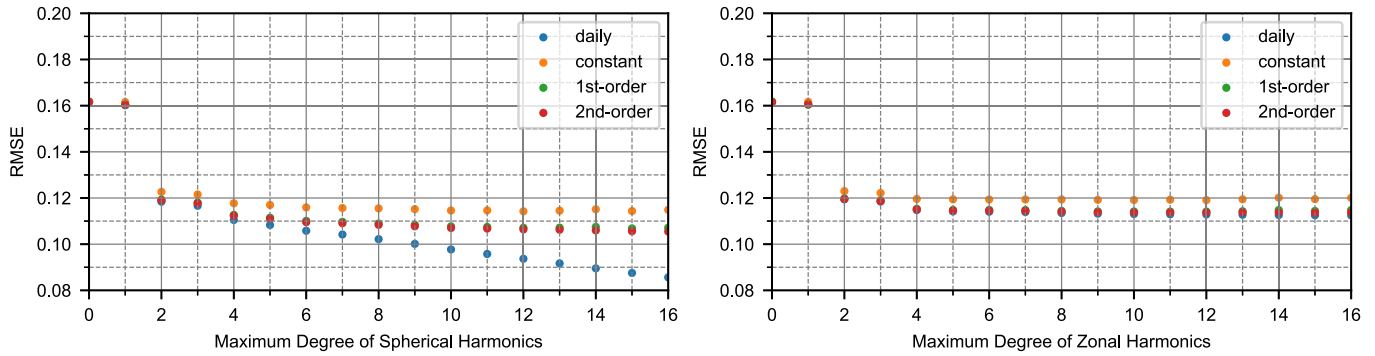 0.20
0.18
0.16
0.14
0.12
0.10
0.08
RMSE
0 2 4 6 8 10 12 14 16
Maximum Degree of Spherical Harmonics
daily
constant
1st-order
2nd-order
0.20
0.18
0.16
0.14
0.12
0.10
0.08
RMSE
0 2 4 6 8 10 12 14 16
Maximum Degree of Zonal Harmonics
daily
constant
1st-order
2nd-order